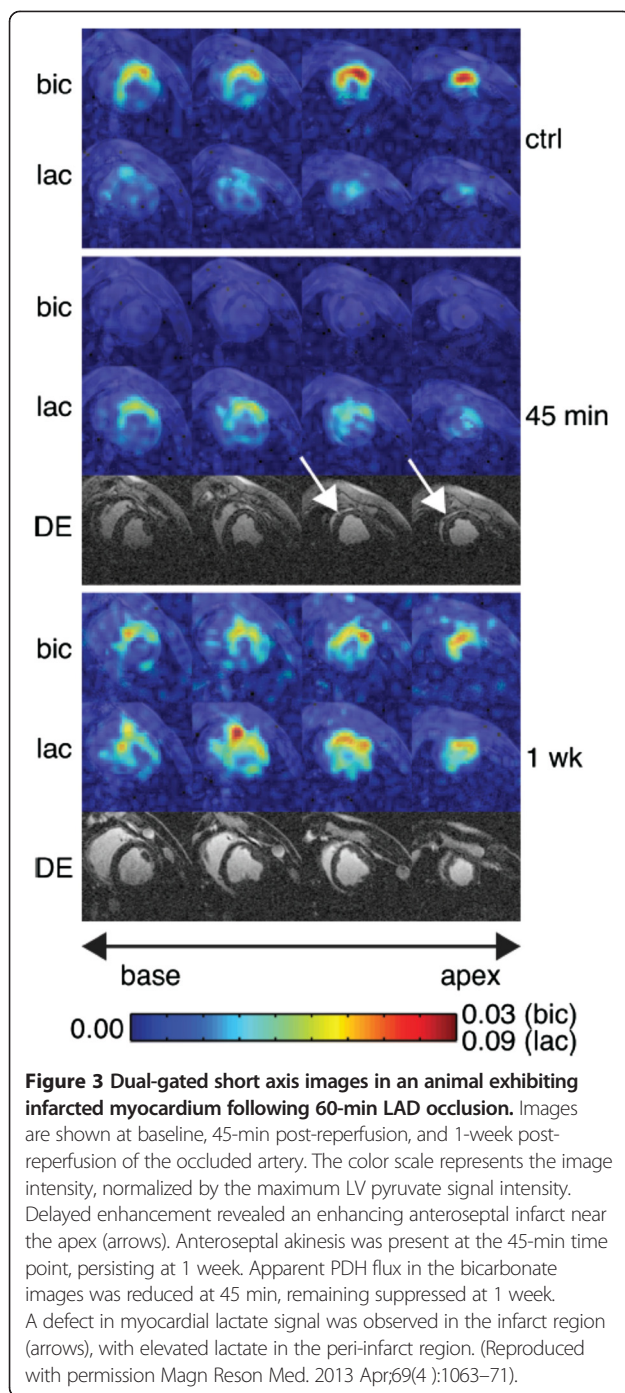 bic
ctrl
lac
bic
lac
45 min
DE
bic
lac
1 wk
DE
base apex
0.00 0.03 (bic)
0.09 (lac)
Figure 3 Dual-gated short axis images in an animal exhibiting
infarcted myocardium following 60-min LAD occlusion. Images
are shown at baseline, 45-min post-reperfusion, and 1-week post-
reperfusion of the occluded artery. The color scale represents the image
intensity, normalized by the maximum LV pyruvate signal intensity.
Delayed enhancement revealed an enhancing anteroseptal infarct near
the apex (arrows). Anteroseptal akinesis was present at the 45-min time
point, persisting at 1 week. Apparent PDH flux in the bicarbonate
images was reduced at 45 min, remaining suppressed at 1 week.
A defect in myocardial lactate signal was observed in the infarct region
(arrows), with elevated lactate in the peri-infarct region. (Reproduced
with permission Magn Reson Med. 2013 Apr;69(4 ):1063–71).